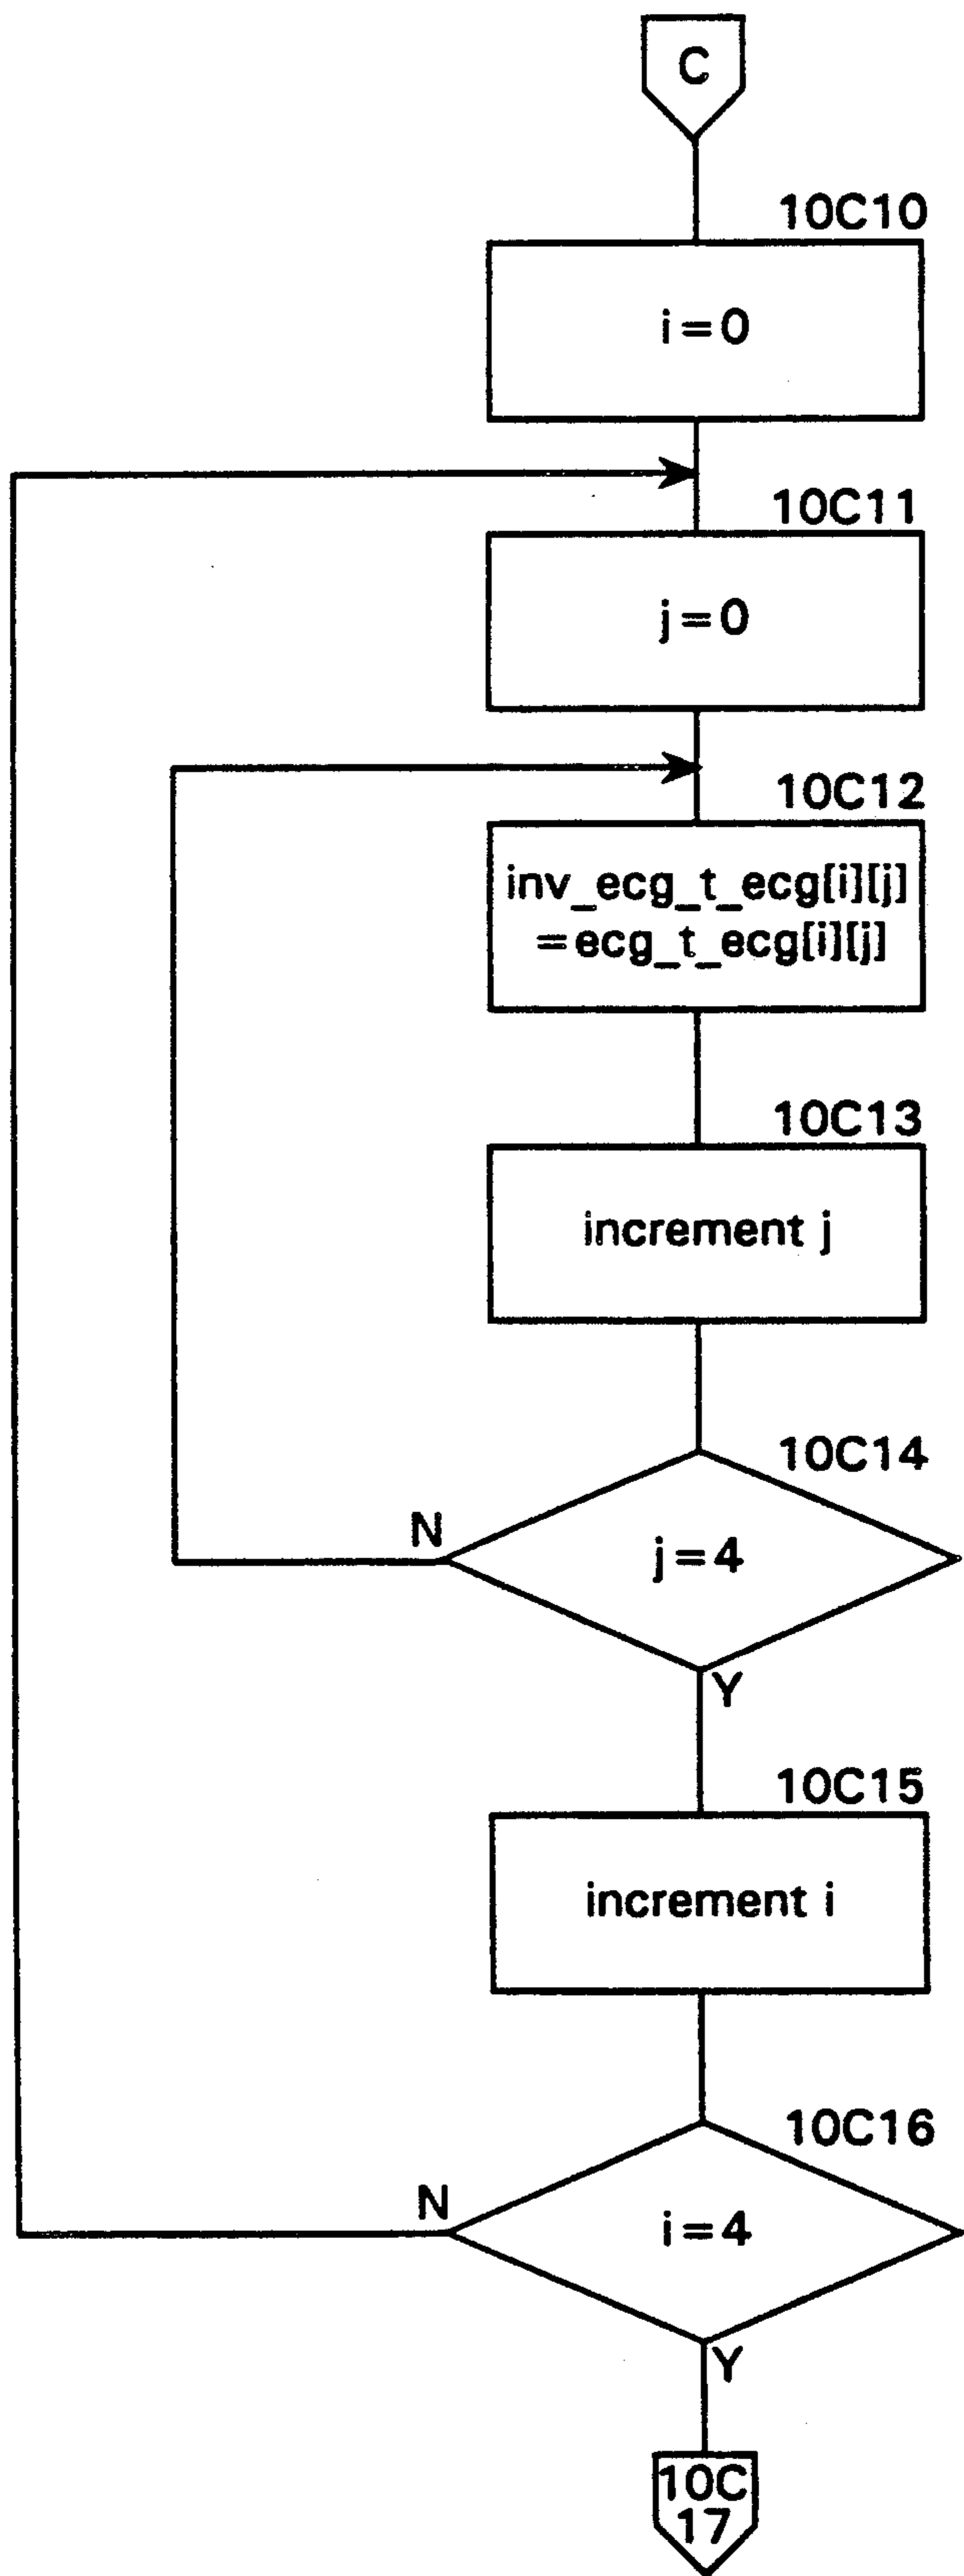 C
10C10
i=0
10C11
j=0
10C12
inv_ecg_t_ecg[i][j]
=ecg_t_ecg[i][j]
10C13
increment j
10C14
N
j=4
Y
10C15
increment i
10C16
N
i=4
Y
10C
17